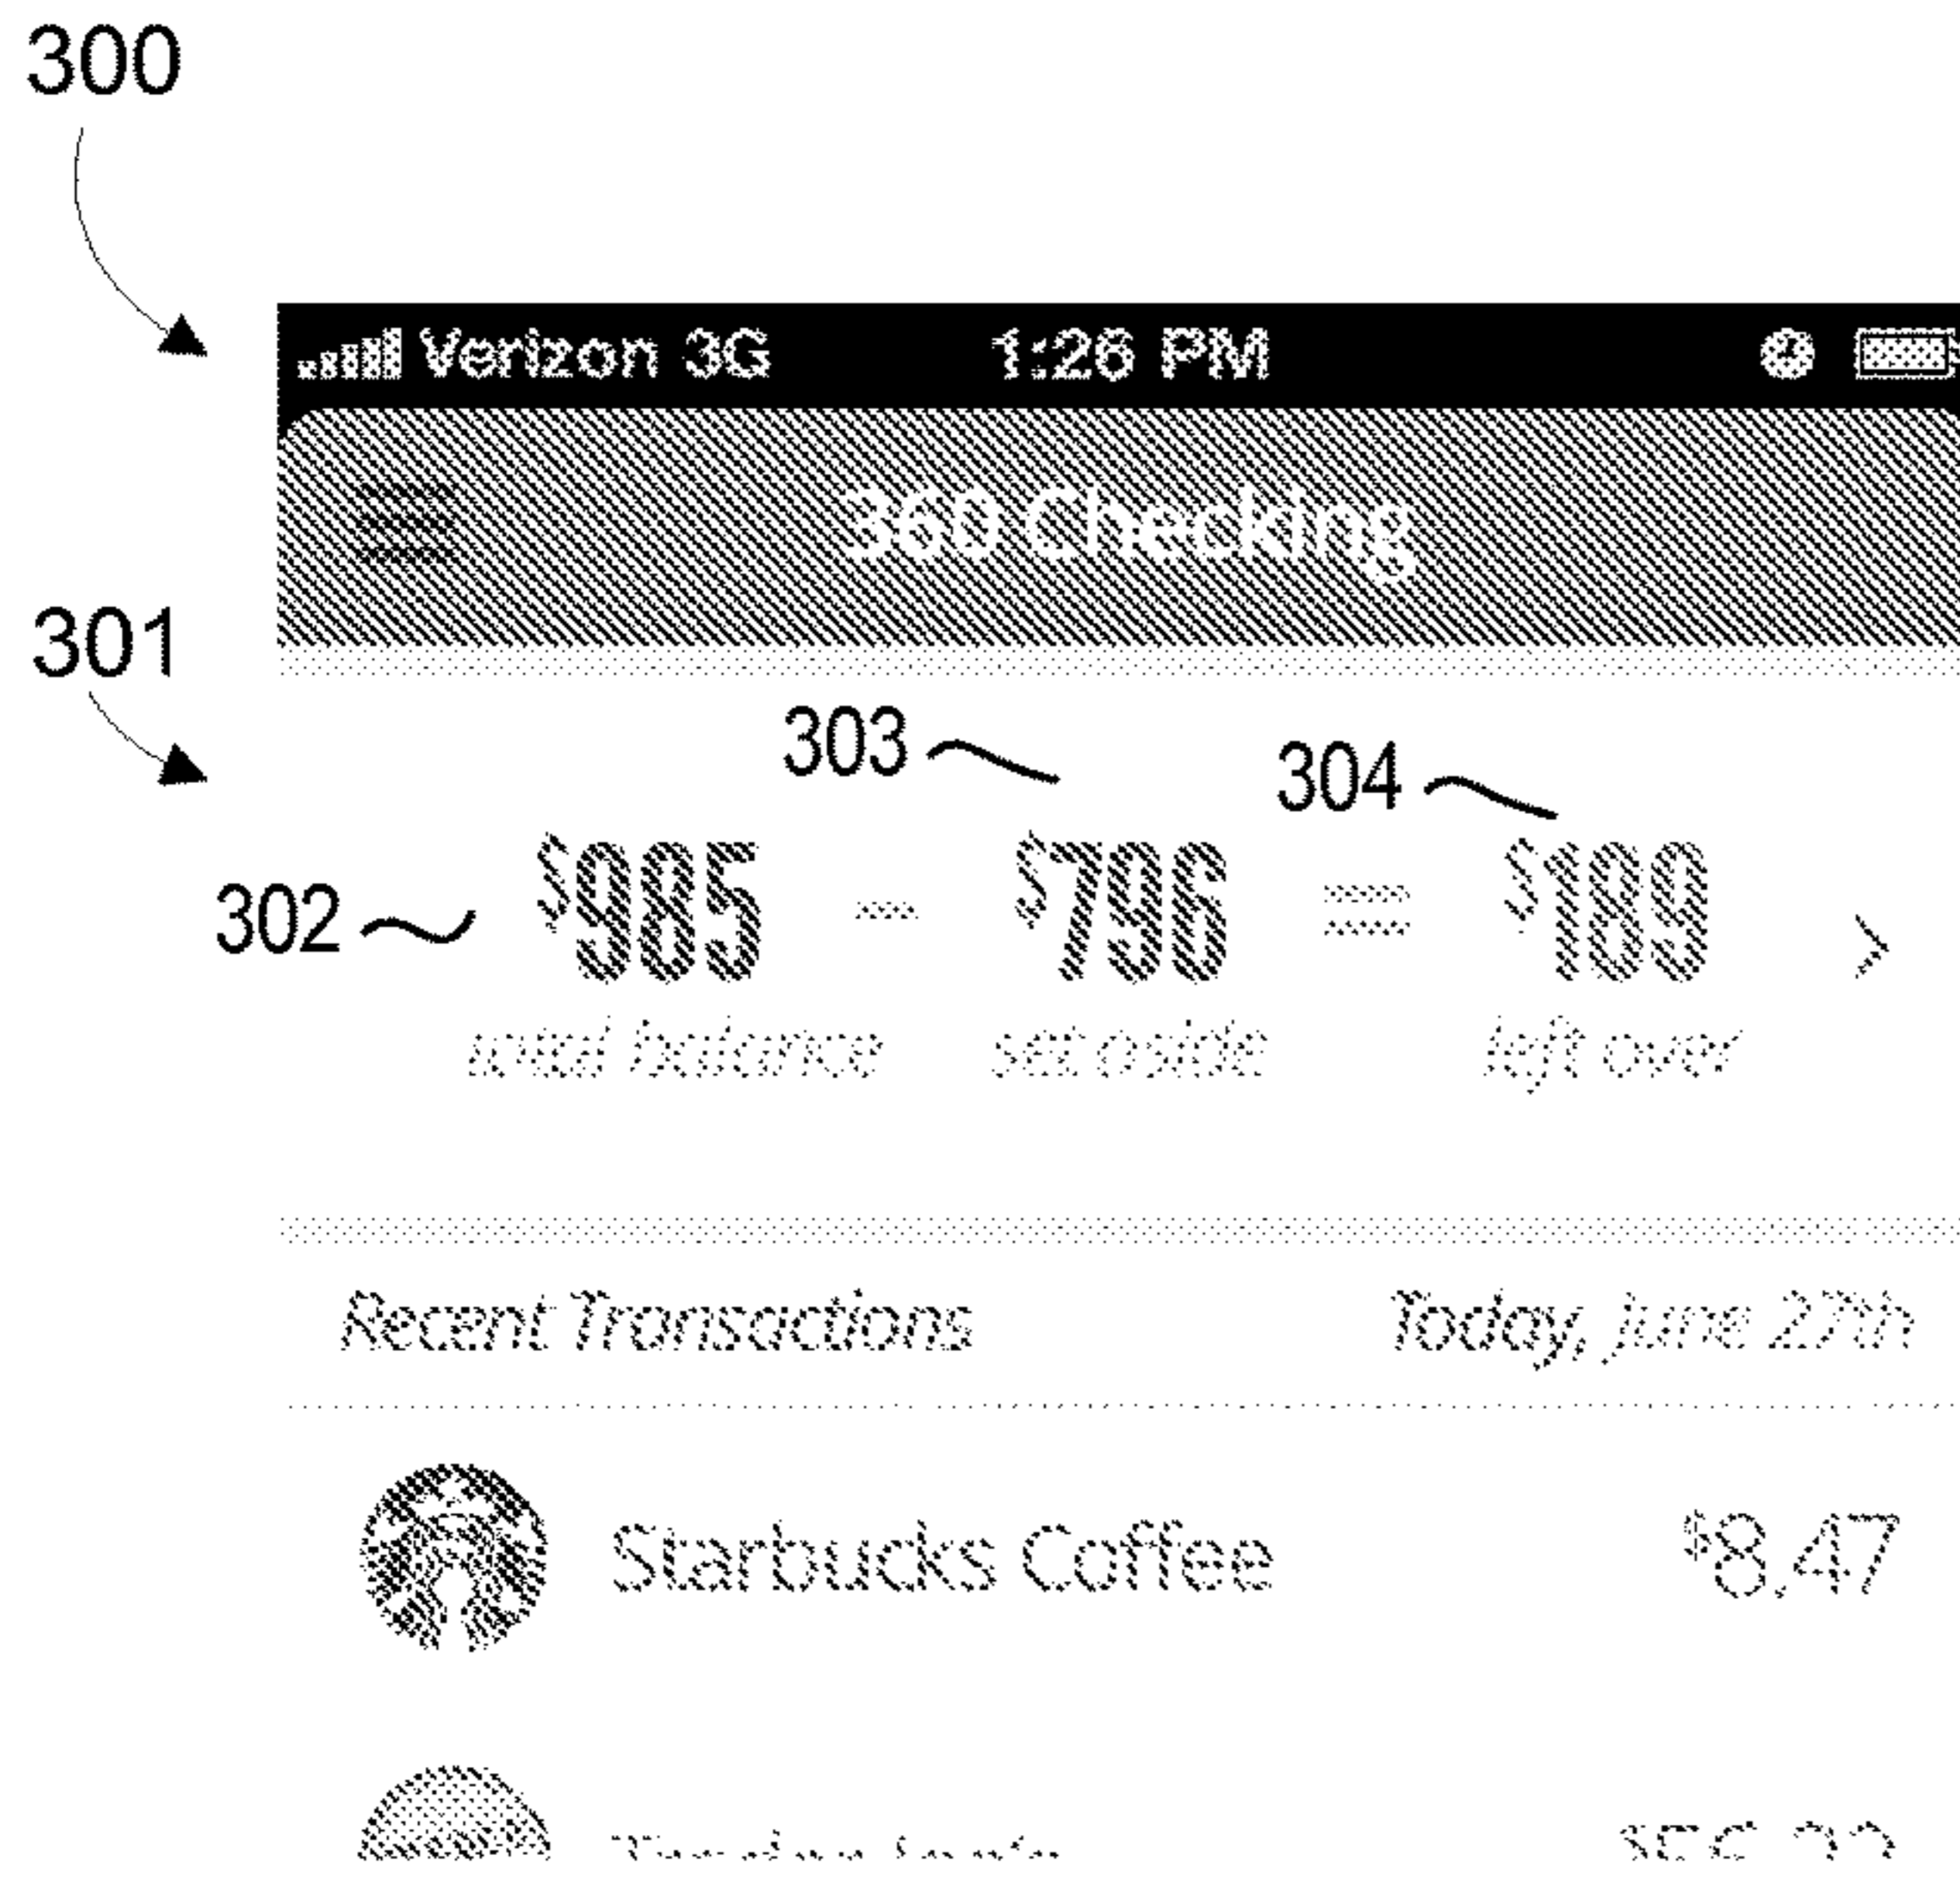 300
Verizon 3G 1:26 PM
360 Checking
301
303
304
302 $985 - $796 = $189 >
total balance set aside left over
Recent Transactions Today, June 27th
Starbucks Coffee $8.47